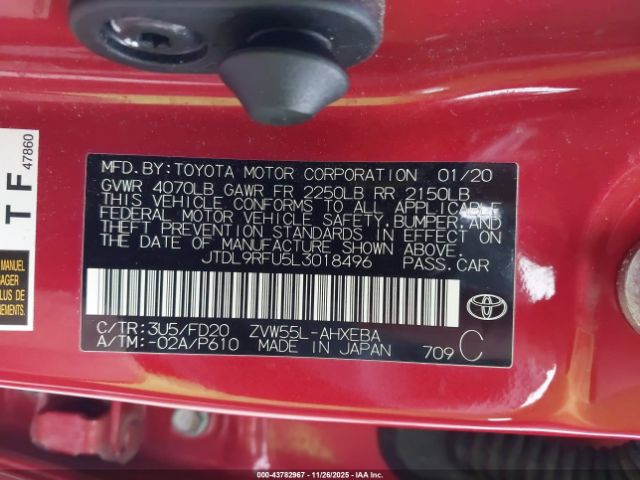 TF
47860
MANUEL
AGER
MFD.BY:TOYOTA MOTOR CORPORATION 01/20
GVWR 4070LB GAWR FR 2250LB RR 2150LB
THIS VEHICLE CONFORMS TO ALL APPLICABLE
FEDERAL MOTOR VEHICLE SAFETY,BUMPER,AND
THEFT PREVENTION STANDARDS IN EFFECT ON
THE DATE OF MANUFACTURE SHOWN ABOVE.
JTDL9RFU5L3018496 PASS.CAR
C/TR:3U5/FD20 ZVW55L-AHXEBA
A/TM:-02A/P610 MADE IN JAPAN 709 C
000-43782967 | 11/26/2025 - IAA Inc.